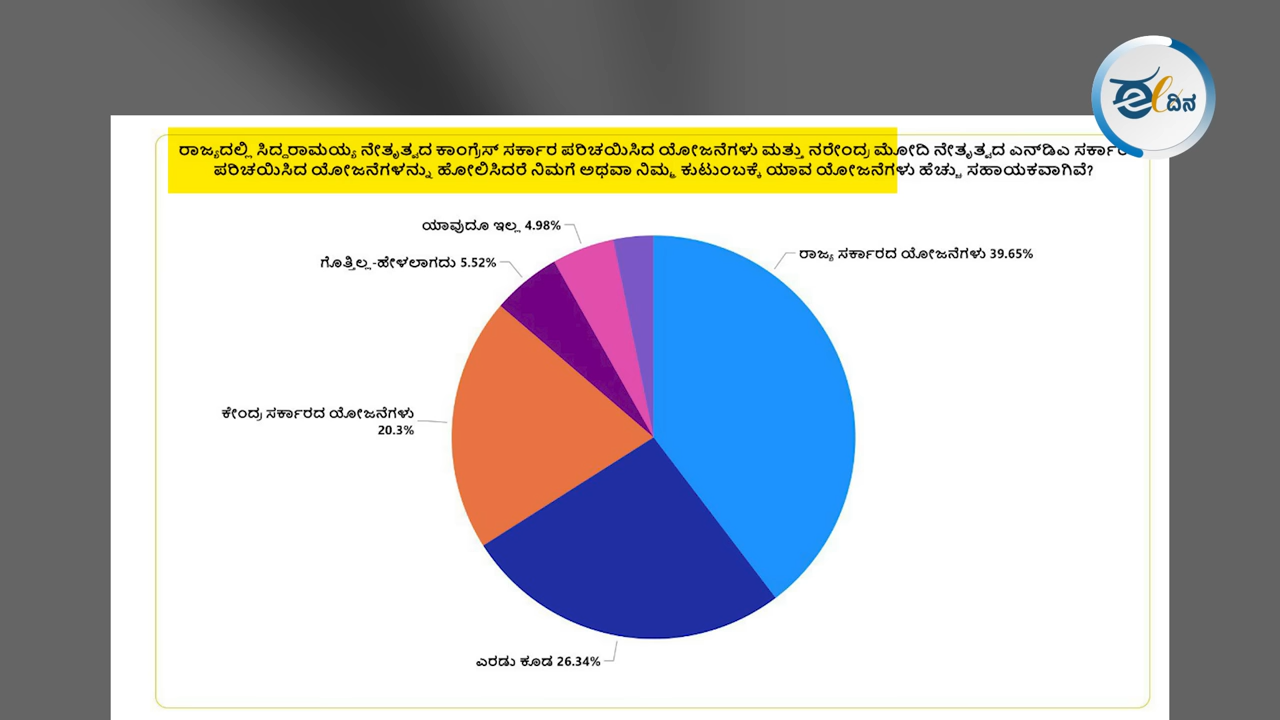 ಈದಿನ
ರಾಜ್ಯದಲ್ಲಿ ಸಿದ್ದರಾಮಯ್ಯ ನೇತೃತ್ವದ ಕಾಂಗ್ರೆಸ್ ಸರ್ಕಾರ ಪರಿಚಯಿಸಿದ ಯೋಜನೆಗಳು ಮತ್ತು ನರೇಂದ್ರ ಮೋದಿ ನೇತೃತ್ವದ ಎನ್‌ಡಿಎ ಸರ್ಕಾರ
ಪರಿಚಯಿಸಿದ ಯೋಜನೆಗಳನ್ನು ಹೋಲಿಸಿದರೆ ನಿಮಗೆ ಅಥವಾ ನಿಮ್ಮ ಕುಟುಂಬಕ್ಕೆ ಯಾವ ಯೋಜನೆಗಳು ಹೆಚ್ಚು ಸಹಾಯಕವಾಗಿವೆ?
ಯಾವುದೂ ಇಲ್ಲ 4.98%
ರಾಜ್ಯ ಸರ್ಕಾರದ ಯೋಜನೆಗಳು 39.65%
ಗೊತ್ತಿಲ್ಲ -ಹೇಳಲಾಗದು 5.52%
ಕೇಂದ್ರ ಸರ್ಕಾರದ ಯೋಜನೆಗಳು
20.3%
ಎರಡು ಕೂಡ 26.34%